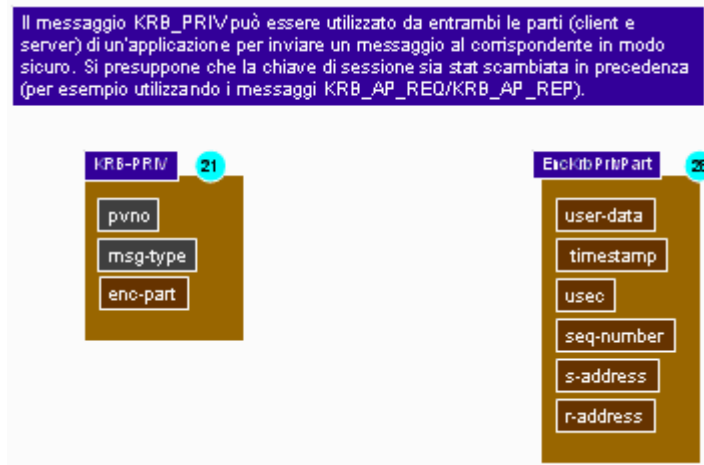 Il messaggio KRB_PRIV può essere utilizzato da entrambi le parti (client e
server) di un'applicazione per inviare un messaggio al corrispondente in modo
sicuro. Si presuppone che la chiave di sessione sia stat scambiata in precedenza
(per esempio utilizzando i messaggi KRB_AP_REQ/KRB_AP_REP).
KRB-PRIV 21
pvno
msg-type
enc-part
EncKrbPrivPart
user-data
timestamp
usec
seq-number
s-address
r-address